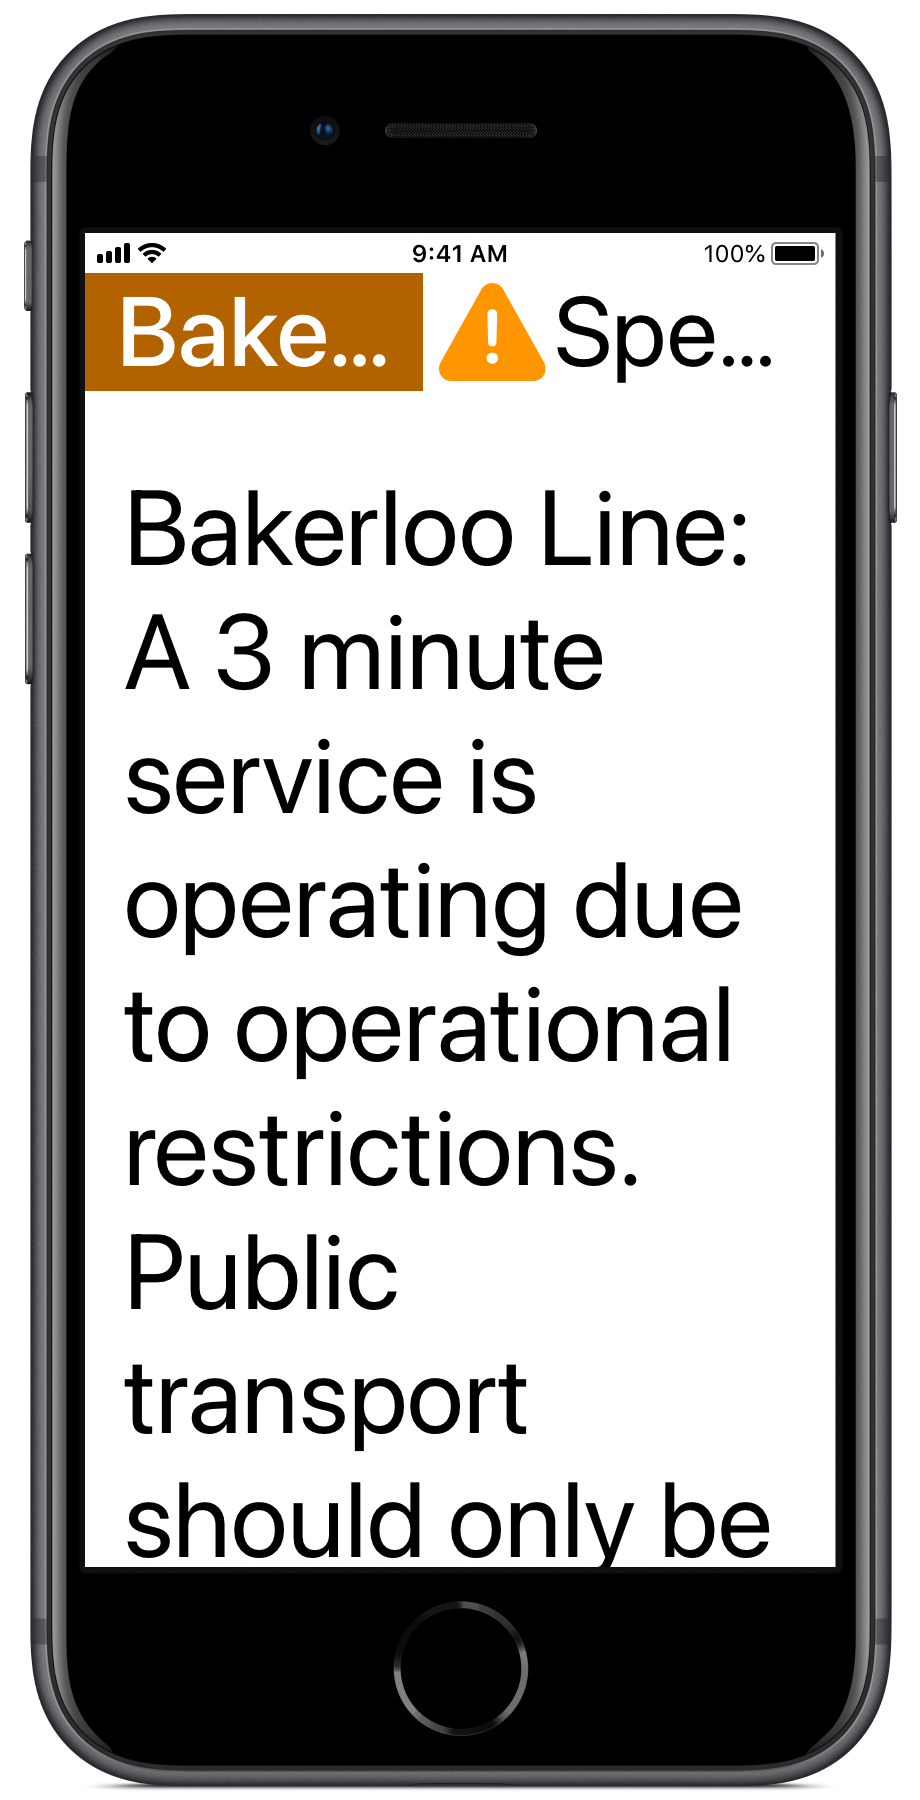 9:41 AM 100%
Bake... Spe...
Bakerloo Line:
A 3 minute
service is
operating due
to operational
restrictions.
Public
transport
should only be